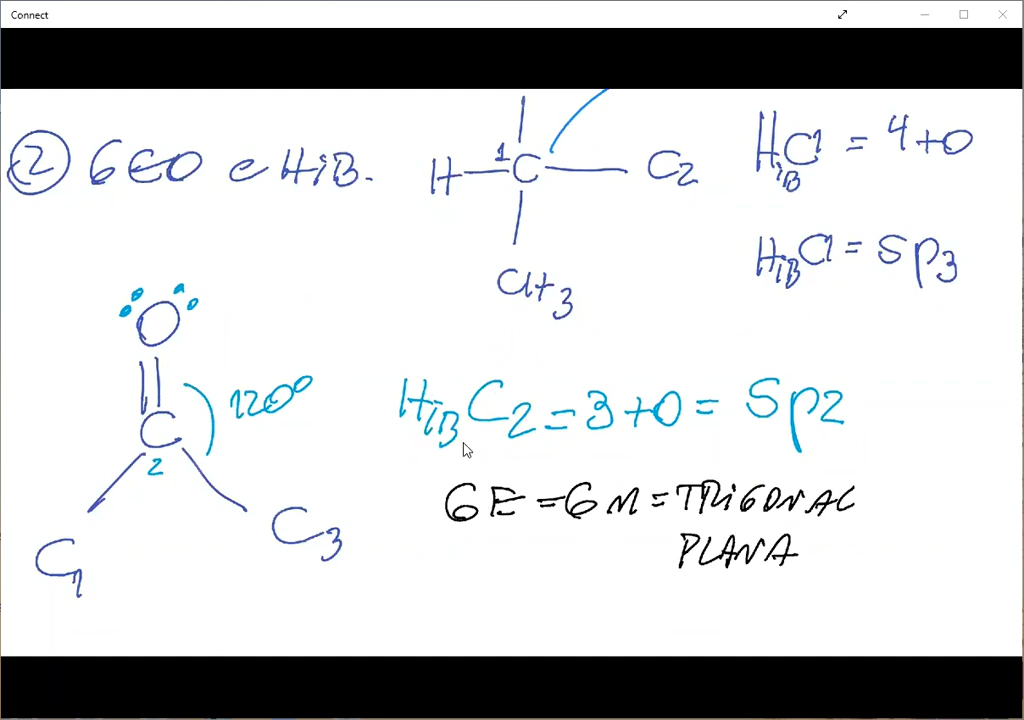 Connect
② GEO e HiB.
H 1 C C2
CH3
HiBC1 = 4+0
HiBC1 = Sp3
O
C 120°
2
C1 C3
HiBC2 = 3+0 = Sp2
GE = GM = TRiGONAL
PLANA